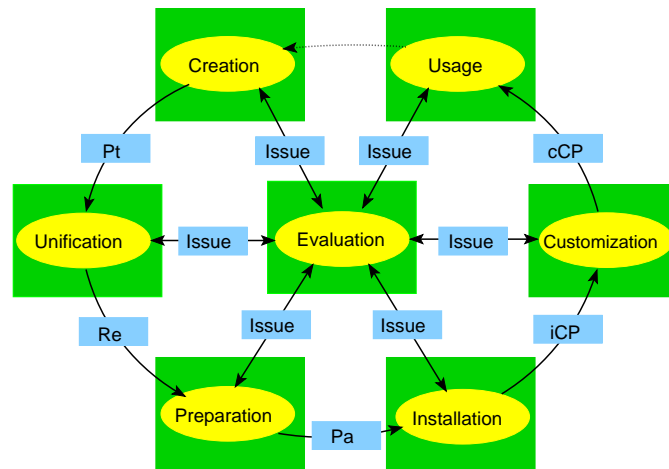 Creation
Usage
Pt
Issue
Issue
cCP
Unification
Issue
Evaluation
Issue
Customization
Re
Issue
Issue
iCP
Preparation
Pa
Installation